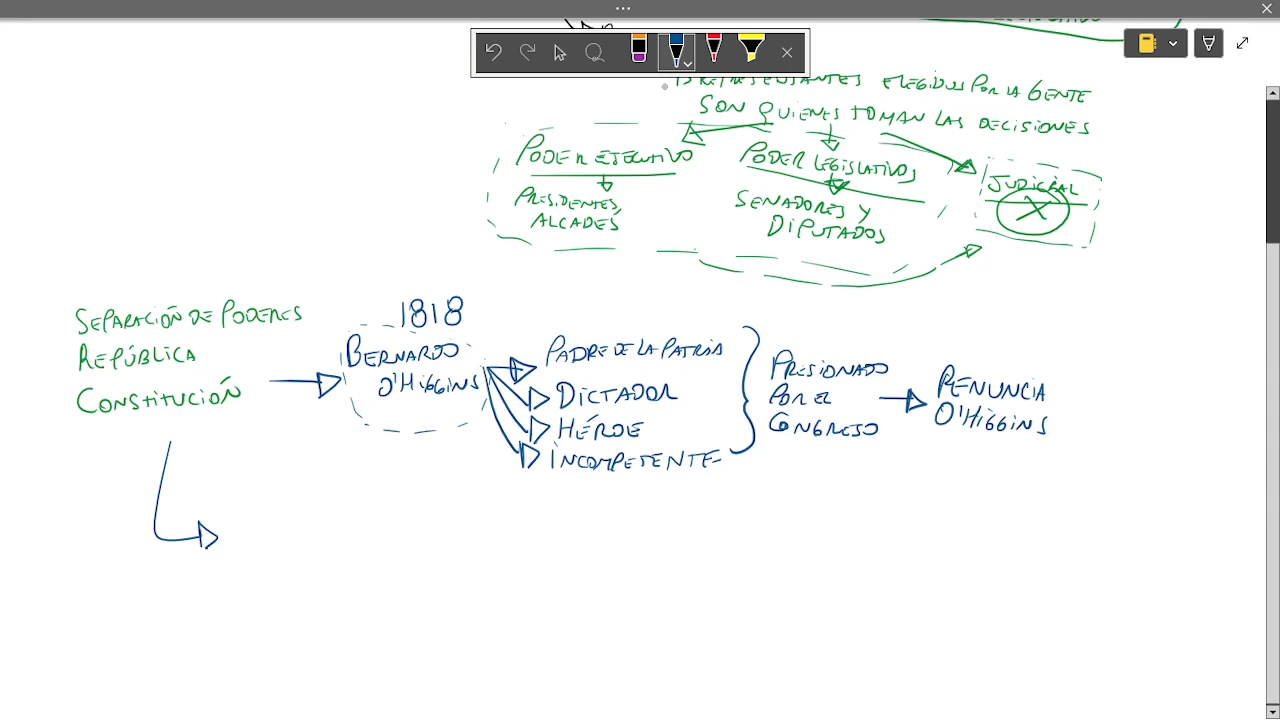 REPRESENTANTES ELEGIDOS POR LA GENTE
SON QUIENES TOMAN LAS DECISIONES
PODER EJECUTIVO
PRESIDENTES,
ALCADES
PODER LEGISLATIVOS
SENADORES Y
DIPUTADOS
JUDICIAL
X
SEPARACIÓN DE PODERES
REPÚBLICA
CONSTITUCIÓN
1818
BERNARDO
O'HIGGINS
PADRE DE LA PATRIA
DICTADOR
HÉROE
INCOMPETENTE
PRESIONADO
POR EL
CONGRESO
RENUNCIA
O'HIGGINS